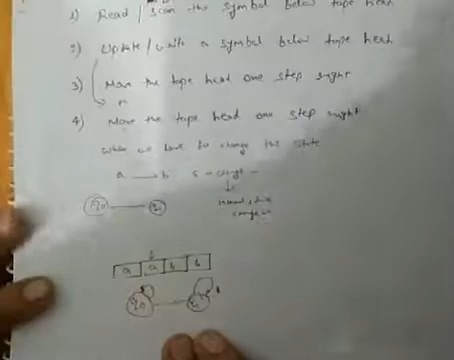 1) Read / scan the symbol below tape head
2) Update / write a symbol below tape head
3) Move the tape head one step right
4) Move the tape head one step right
when we have to change the state
a → b
q0
a a b b
q0 q1